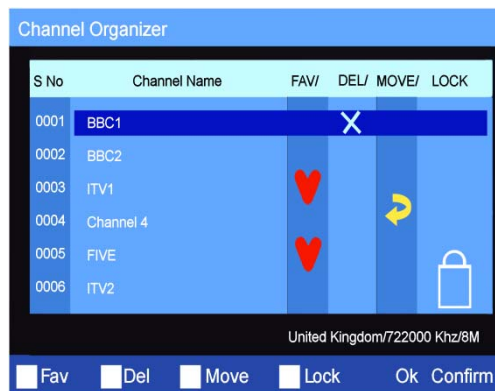 Channel Organizer
S No Channel Name FAV/ DEL/ MOVE/ LOCK
0001 BBC1
0002 BBC2
0003 ITV1
0004 Channel 4
0005 FIVE
0006 ITV2
United Kingdom/722000 Khz/8M
Fav Del Move Lock Ok Confirm